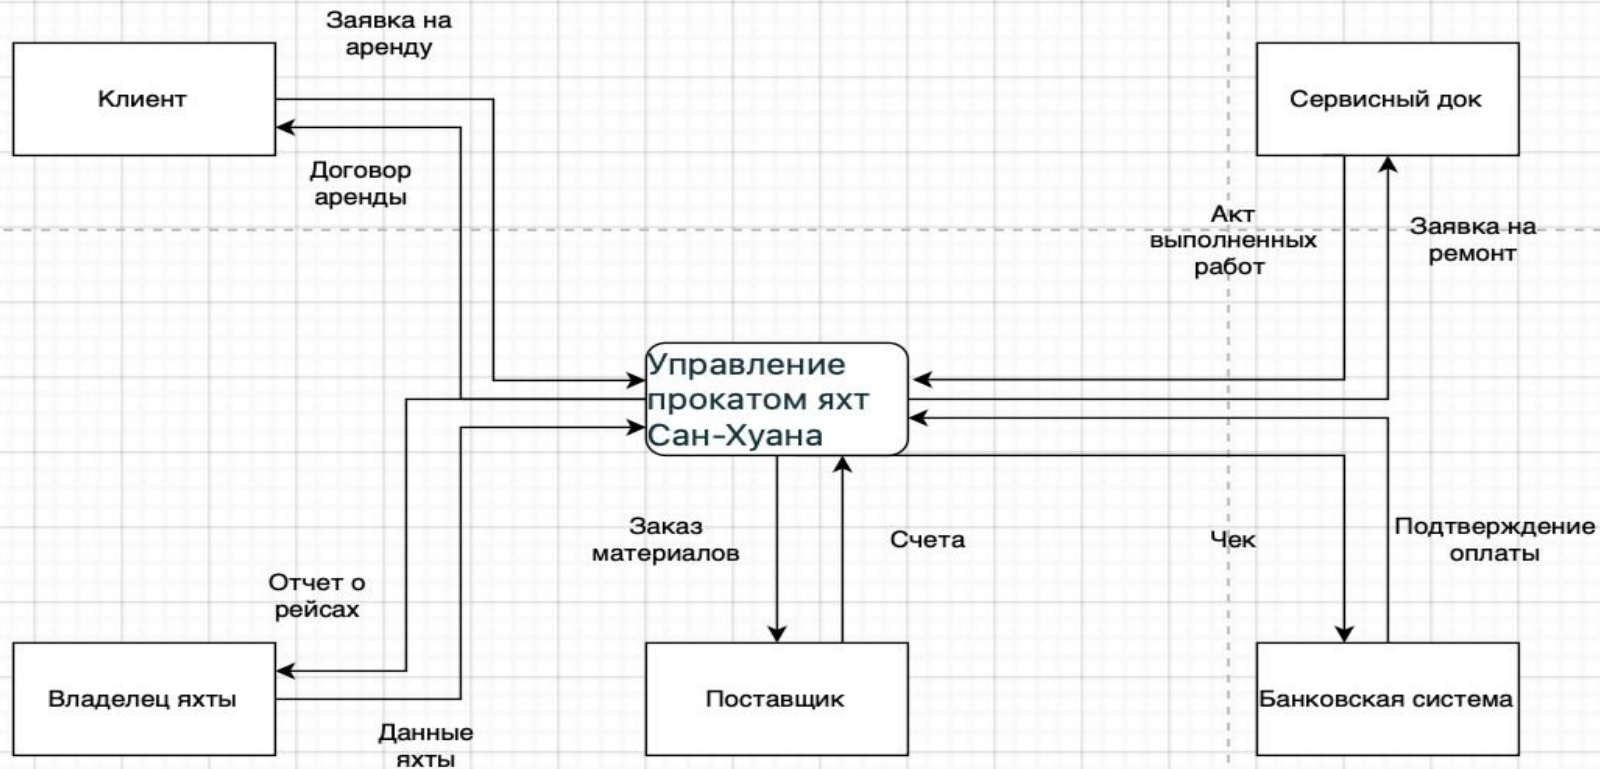 Заявка на
аренду
Клиент
Договор
аренды
Сервисный док
Акт
выполненных
работ
Заявка на
ремонт
Управление
прокатом яхт
Сан-Хуана
Заказ
материалов
Счета
Чек
Подтверждение
оплаты
Отчет о
рейсах
Владелец яхты
Данные
яхты
Поставщик
Банковская система